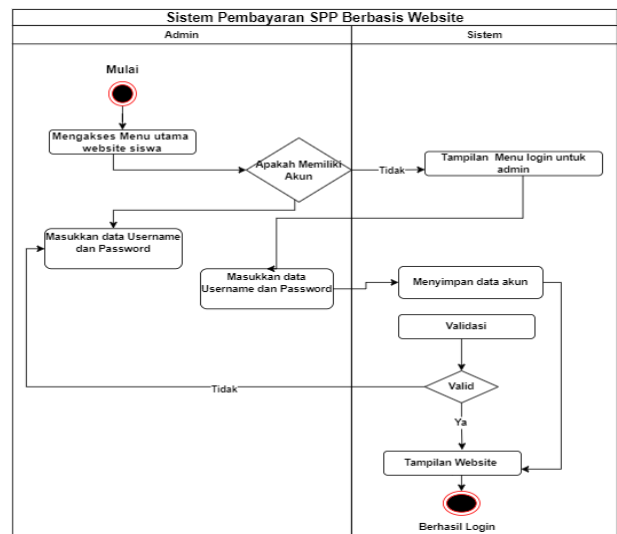 Sistem Pembayaran SPP Berbasis Website
Admin
Sistem
Mulai
Mengakses Menu utama
website siswa
Apakah Memiliki
Akun
Tidak
Tampilan Menu login untuk
admin
Masukkan data Username
dan Password
Masukkan data
Username dan Password
Menyimpan data akun
Validasi
Valid
Tidak
Ya
Tampilan Website
Berhasil Login